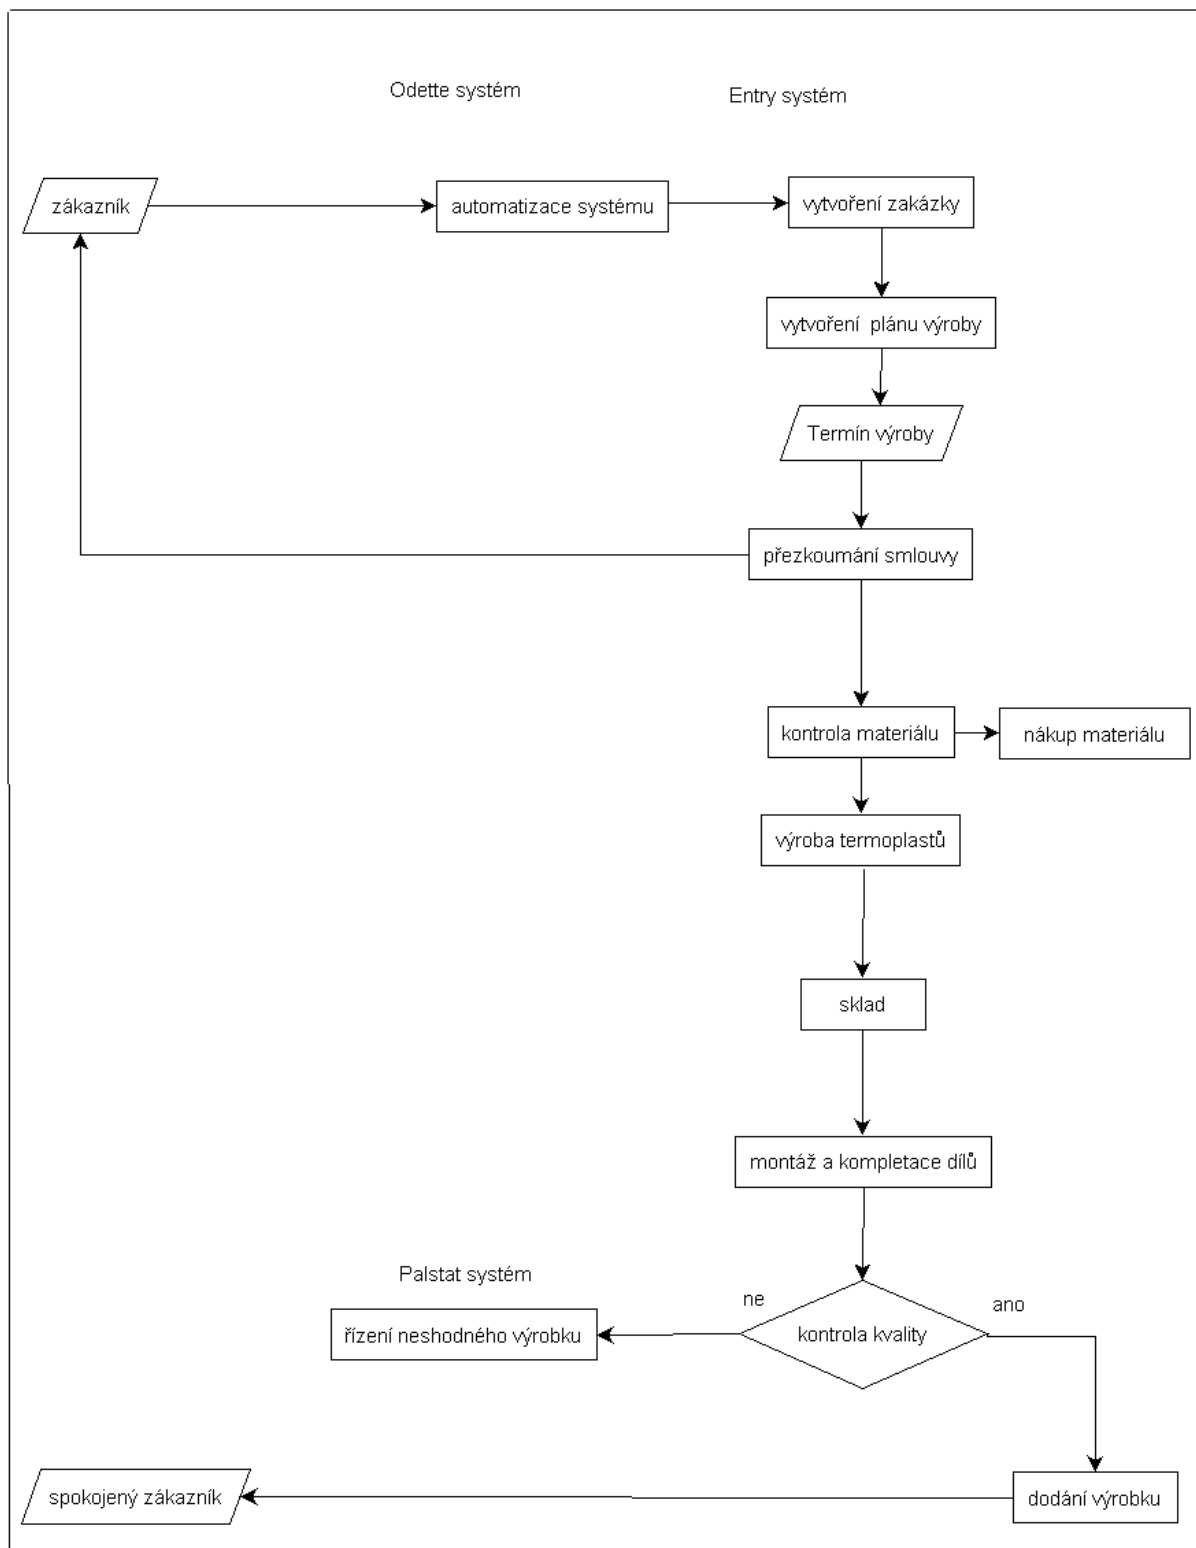 Odette systém
Entry systém
zákazník
automatizace systému
vytvoření zakázky
vytvoření  plánu výroby
Termín výroby
přezkoumání smlouvy
kontrola materiálu
nákup materiálu
výroba termoplastů
sklad
montáž a kompletace dílů
Palstat systém
ne
ano
řízení neshodného výrobku
kontrola kvality
spokojený zákazník
dodání výrobku